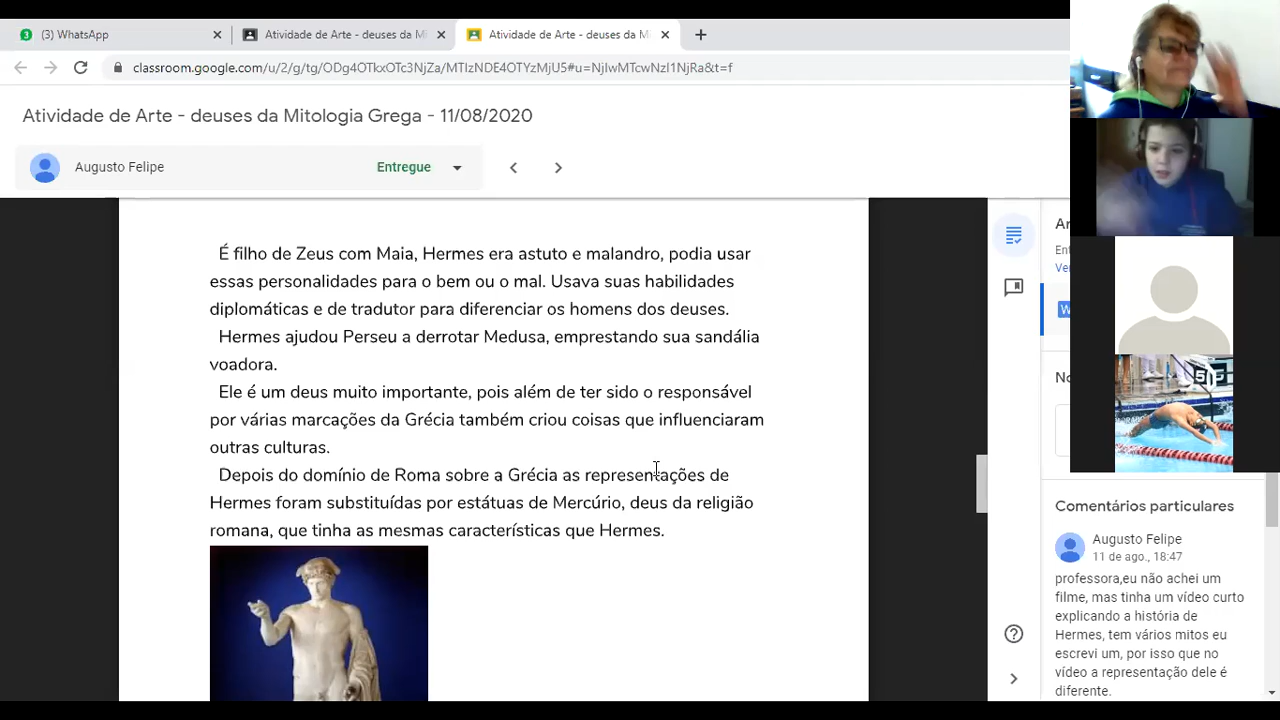 3
(3) WhatsApp
Atividade de Arte - deuses da M
Atividade de Arte - deuses da M
classroom.google.com/u/2/g/tg/ODg4OTkxOTc3NjZa/MTIzNDE4OTYzMjU5#u=NjIwMTcwNzI1NjRa&t=f
Atividade de Arte - deuses da Mitologia Grega - 11/08/2020
Augusto Felipe
Entregue
É filho de Zeus com Maia, Hermes era astuto e malandro, podia usar
essas personalidades para o bem ou o mal. Usava suas habilidades
diplomáticas e de tradutor para diferenciar os homens dos deuses.
Hermes ajudou Perseu a derrotar Medusa, emprestando sua sandália
voadora.
Ele é um deus muito importante, pois além de ter sido o responsável
por várias marcações da Grécia também criou coisas que influenciaram
outras culturas.
Depois do domínio de Roma sobre a Grécia as representações de
Hermes foram substituídas por estátuas de Mercúrio, deus da religião
romana, que tinha as mesmas características que Hermes.
Ar
Ent
Ver
W
No
5
Comentários particulares
Augusto Felipe
11 de ago., 18:47
professora,eu não achei um
filme, mas tinha um vídeo curto
explicando a história de
Hermes, tem vários mitos eu
escrevi um, por isso que no
vídeo a representação dele é
diferente.